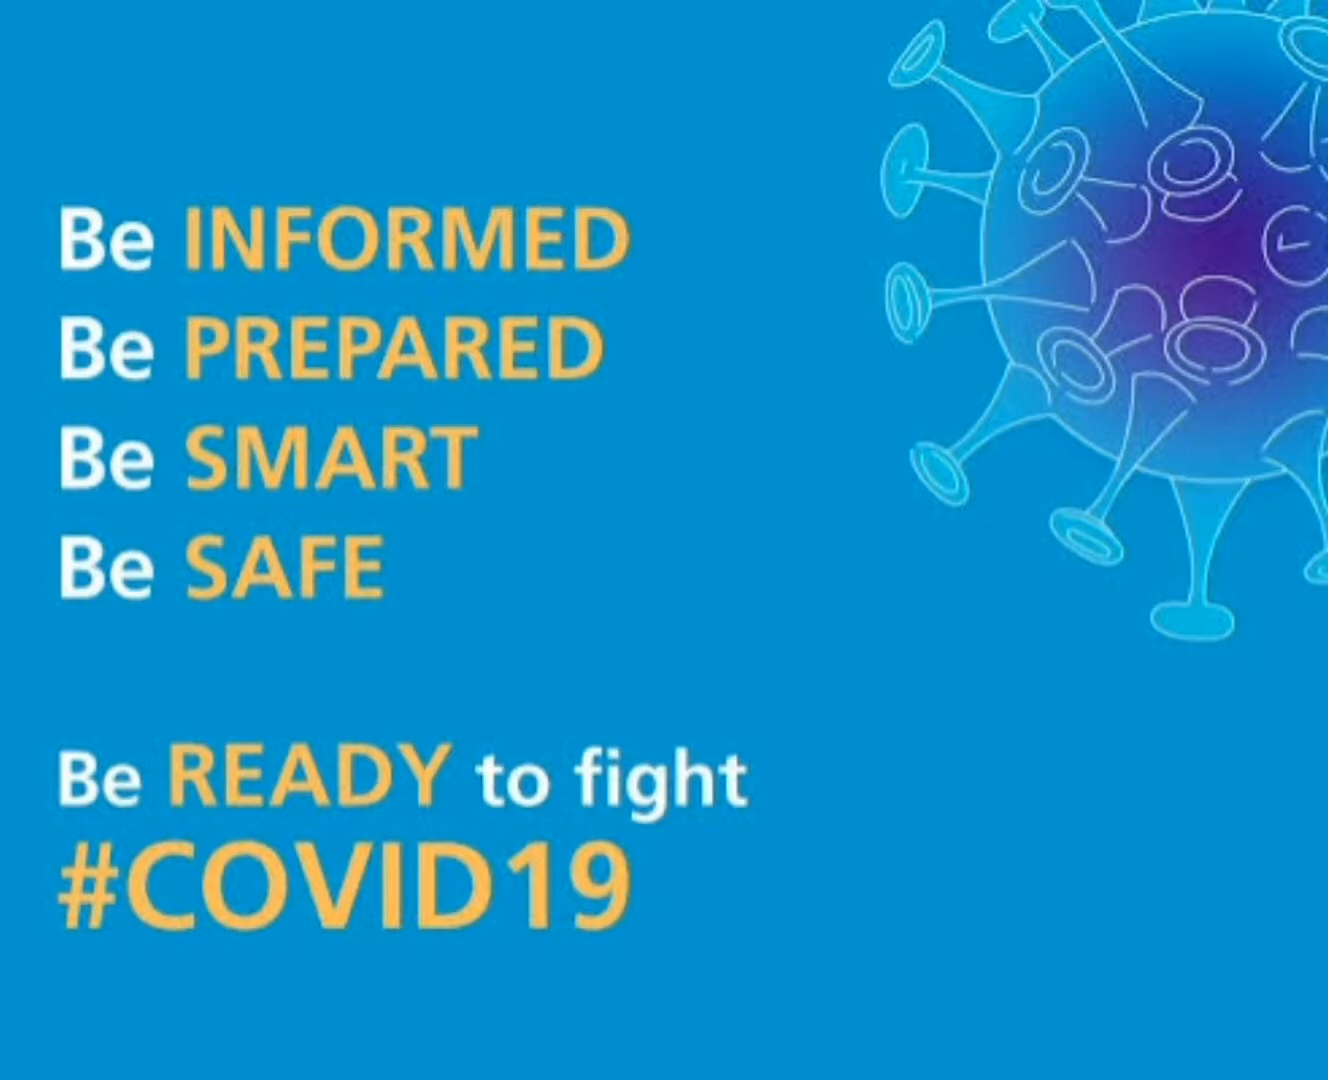 Be INFORMED
Be PREPARED
Be SMART
Be SAFE
Be READY to fight
#COVID19